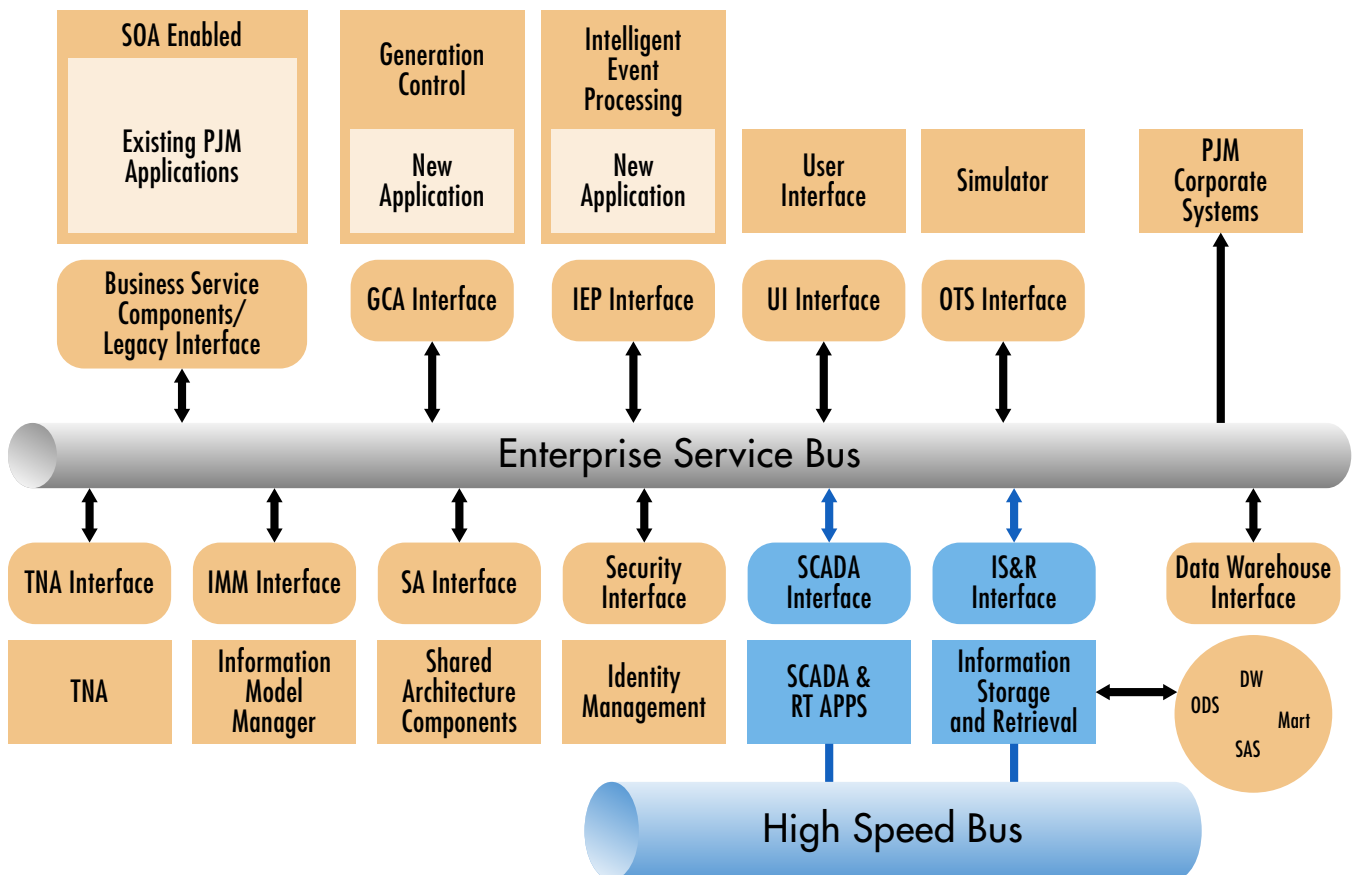 SOA Enabled
Existing PJM
Applications
Generation
Control
New
Application
Intelligent
Event
Processing
New
Application
User
Interface
Simulator
PJM
Corporate
Systems
Business Service
Components/
Legacy Interface
GCA Interface
IEP Interface
UI Interface
OTS Interface
Enterprise Service Bus
TNA Interface
IMM Interface
SA Interface
Security
Interface
SCADA
Interface
IS&R
Interface
Data Warehouse
Interface
TNA
Information
Model
Manager
Shared
Architecture
Components
Identity
Management
SCADA &
RT APPS
Information
Storage
and Retrieval
DW
ODS
Mart
SAS
High Speed Bus